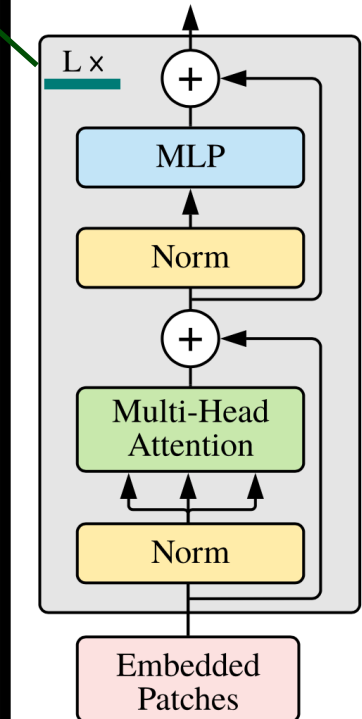 L ×
+
MLP
Norm
+
Multi-Head
Attention
Norm
Embedded
Patches